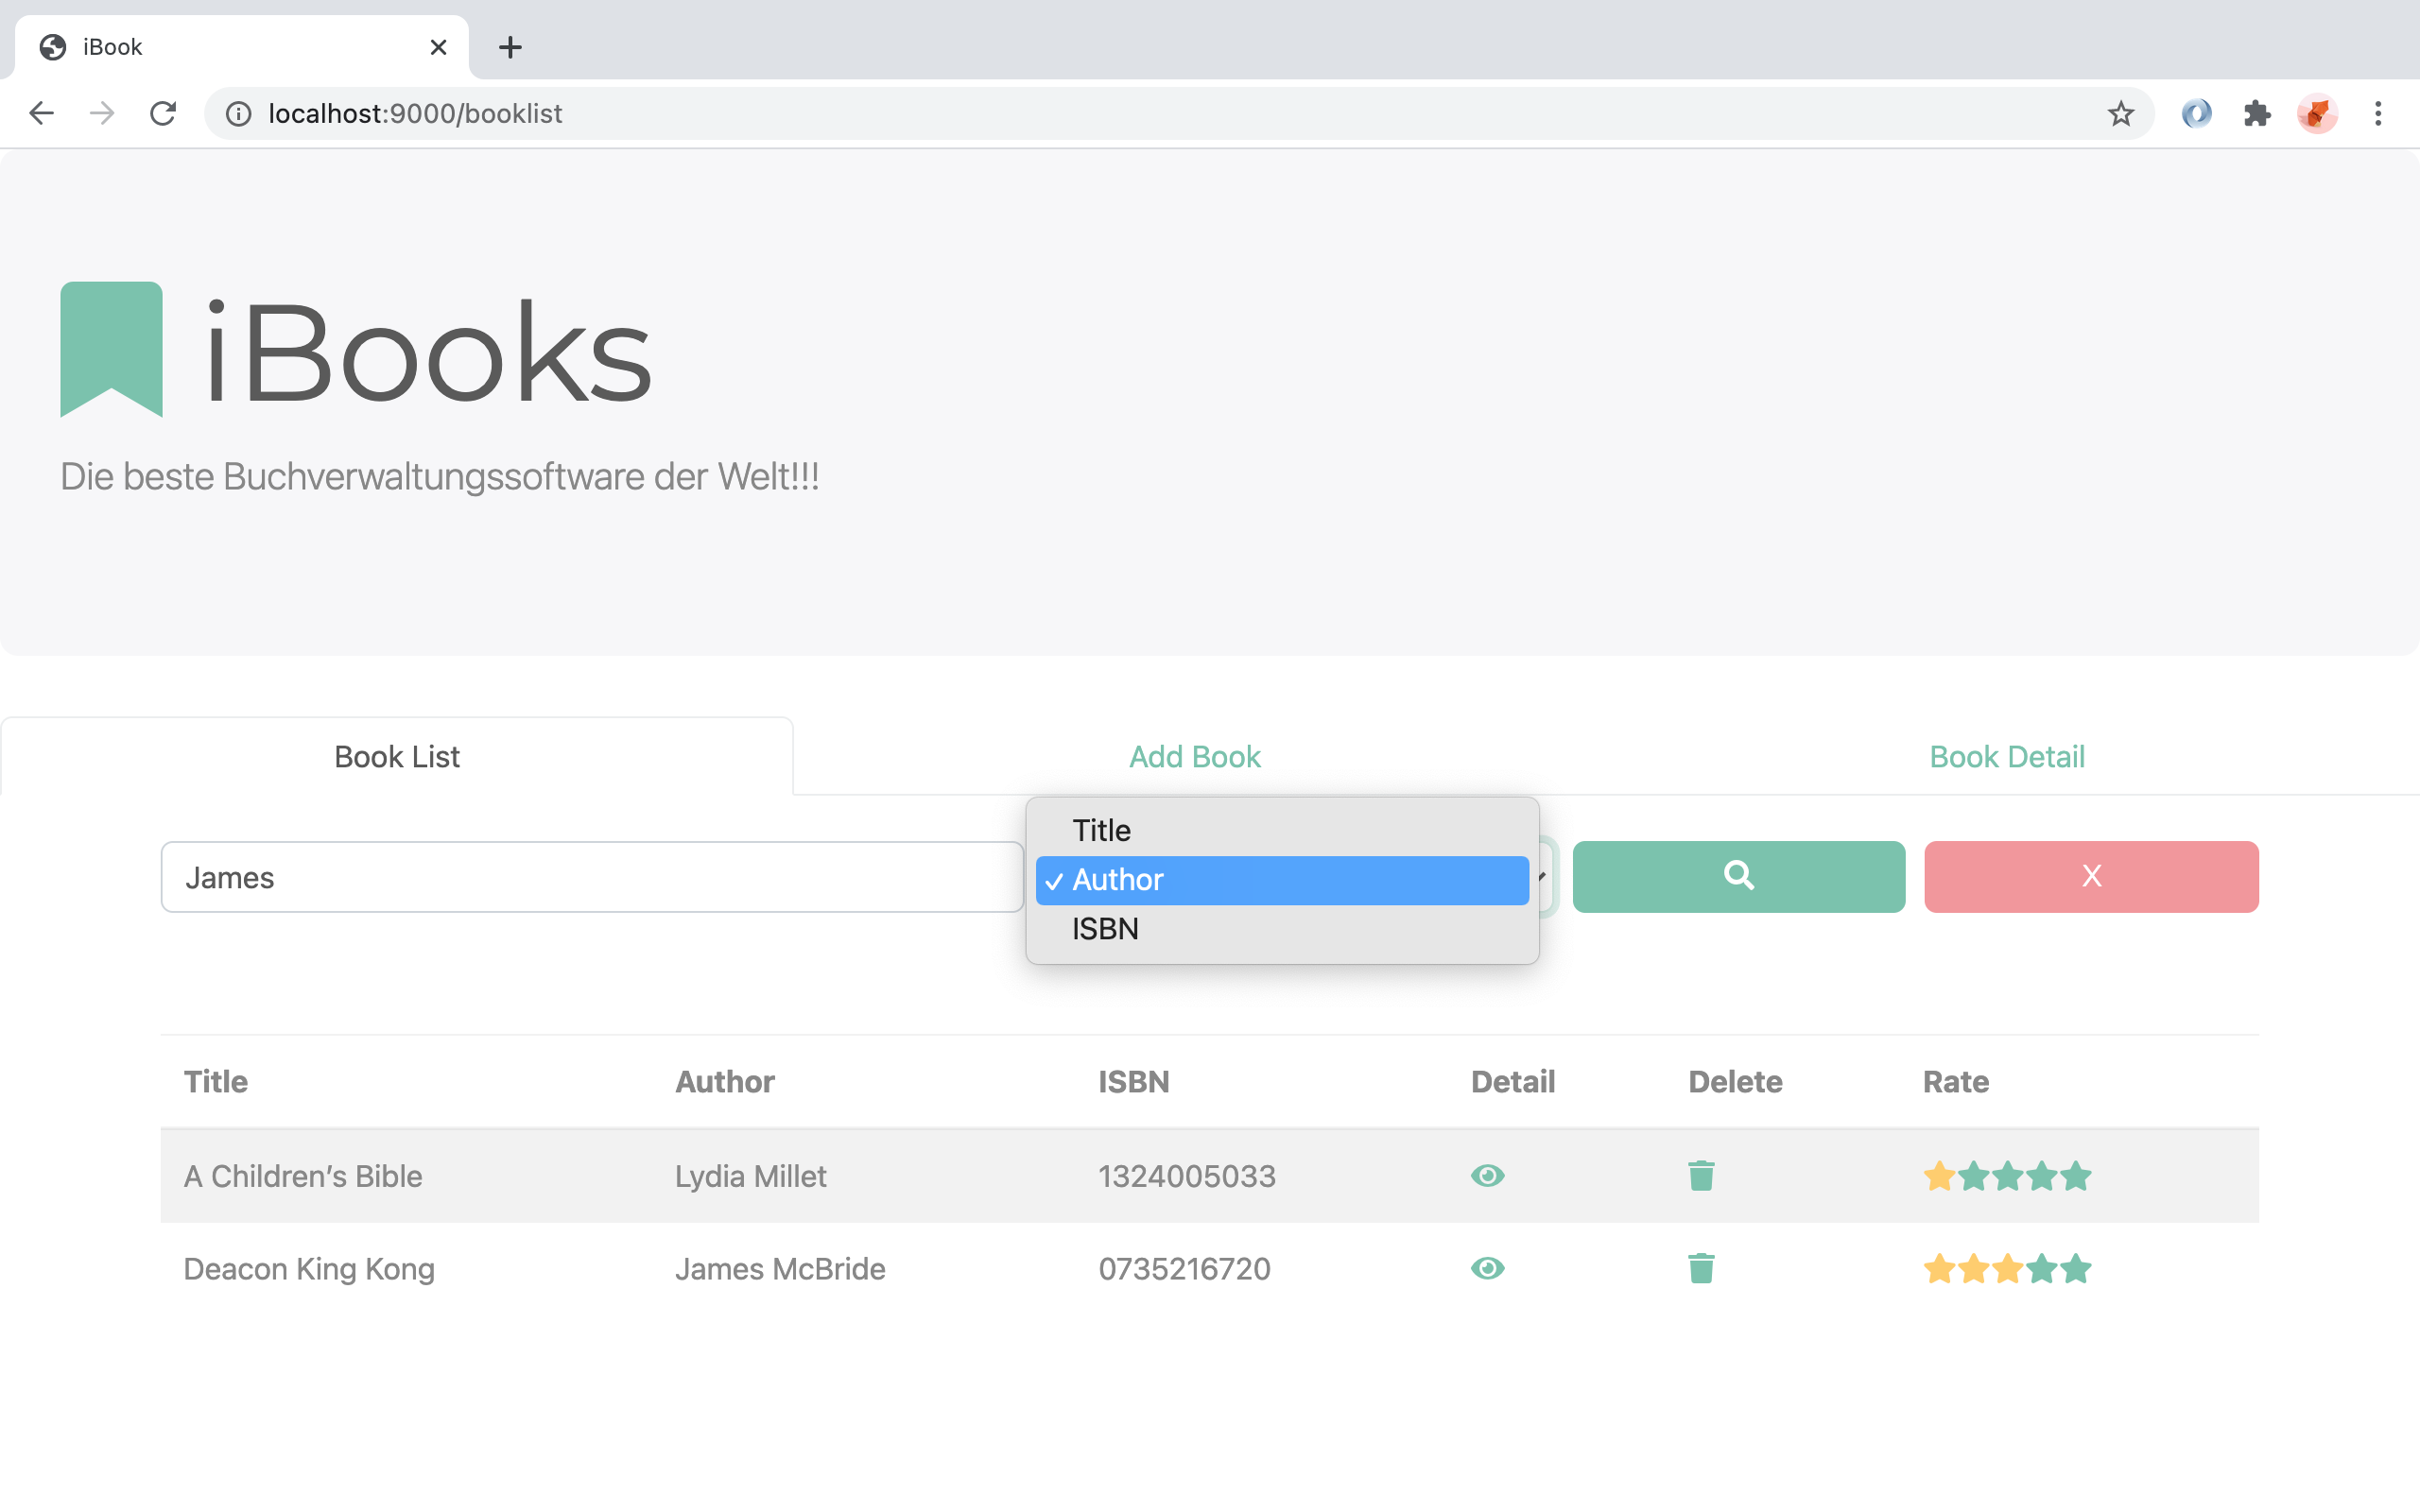 iBook
localhost:9000/booklist
iBooks
Die beste Buchverwaltungssoftware der Welt!!!
Book List Add Book Book Detail
Title
James Author X
ISBN
Title Author ISBN Detail Delete Rate
A Children’s Bible Lydia Millet 1324005033
Deacon King Kong James McBride 0735216720